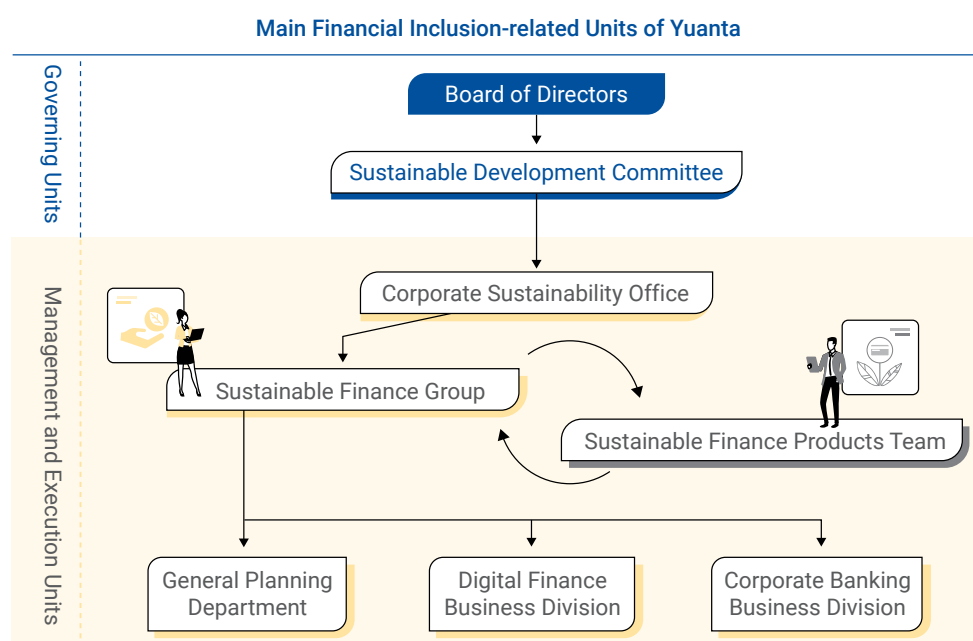 Main Financial Inclusion-related Units of Yuanta
Governing Units
Board of Directors
Sustainable Development Committee
Management and Execution Units
Corporate Sustainability Office
Sustainable Finance Group
Sustainable Finance Products Team
General Planning
Department
Digital Finance
Business Division
Corporate Banking
Business Division